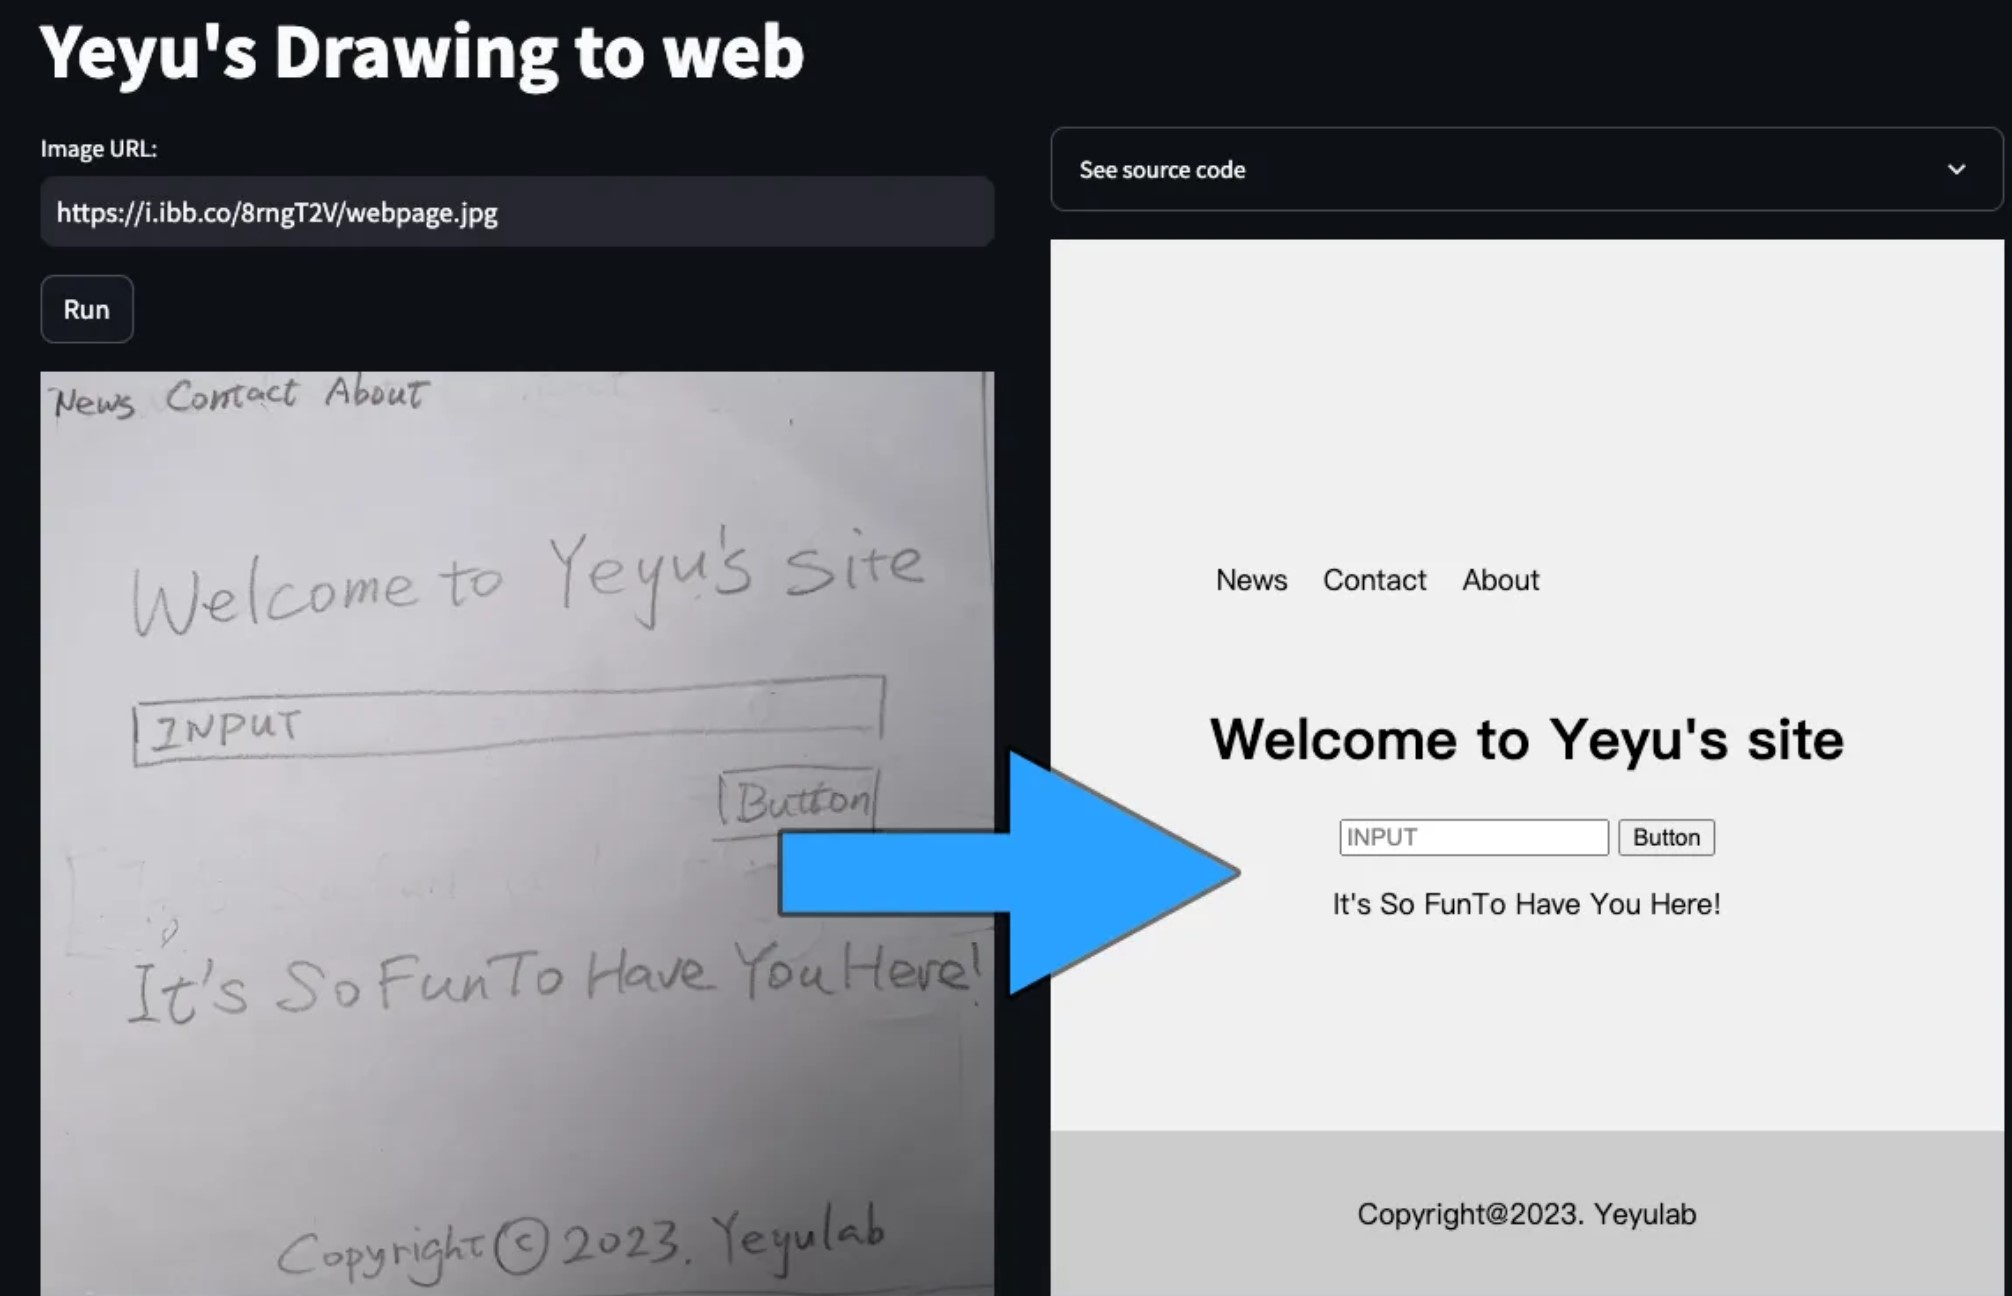 Yeyu's Drawing to web
Image URL:
https://i.ibb.co/8rngT2V/webpage.jpg
Run
News Contact About
Welcome to Yeyu's site
INPUT
Button
It's So FunTo Have You Here!
Copyright © 2023. Yeyulab
See source code
News Contact About
Welcome to Yeyu's site
INPUT Button
It's So FunTo Have You Here!
Copyright@2023. Yeyulab